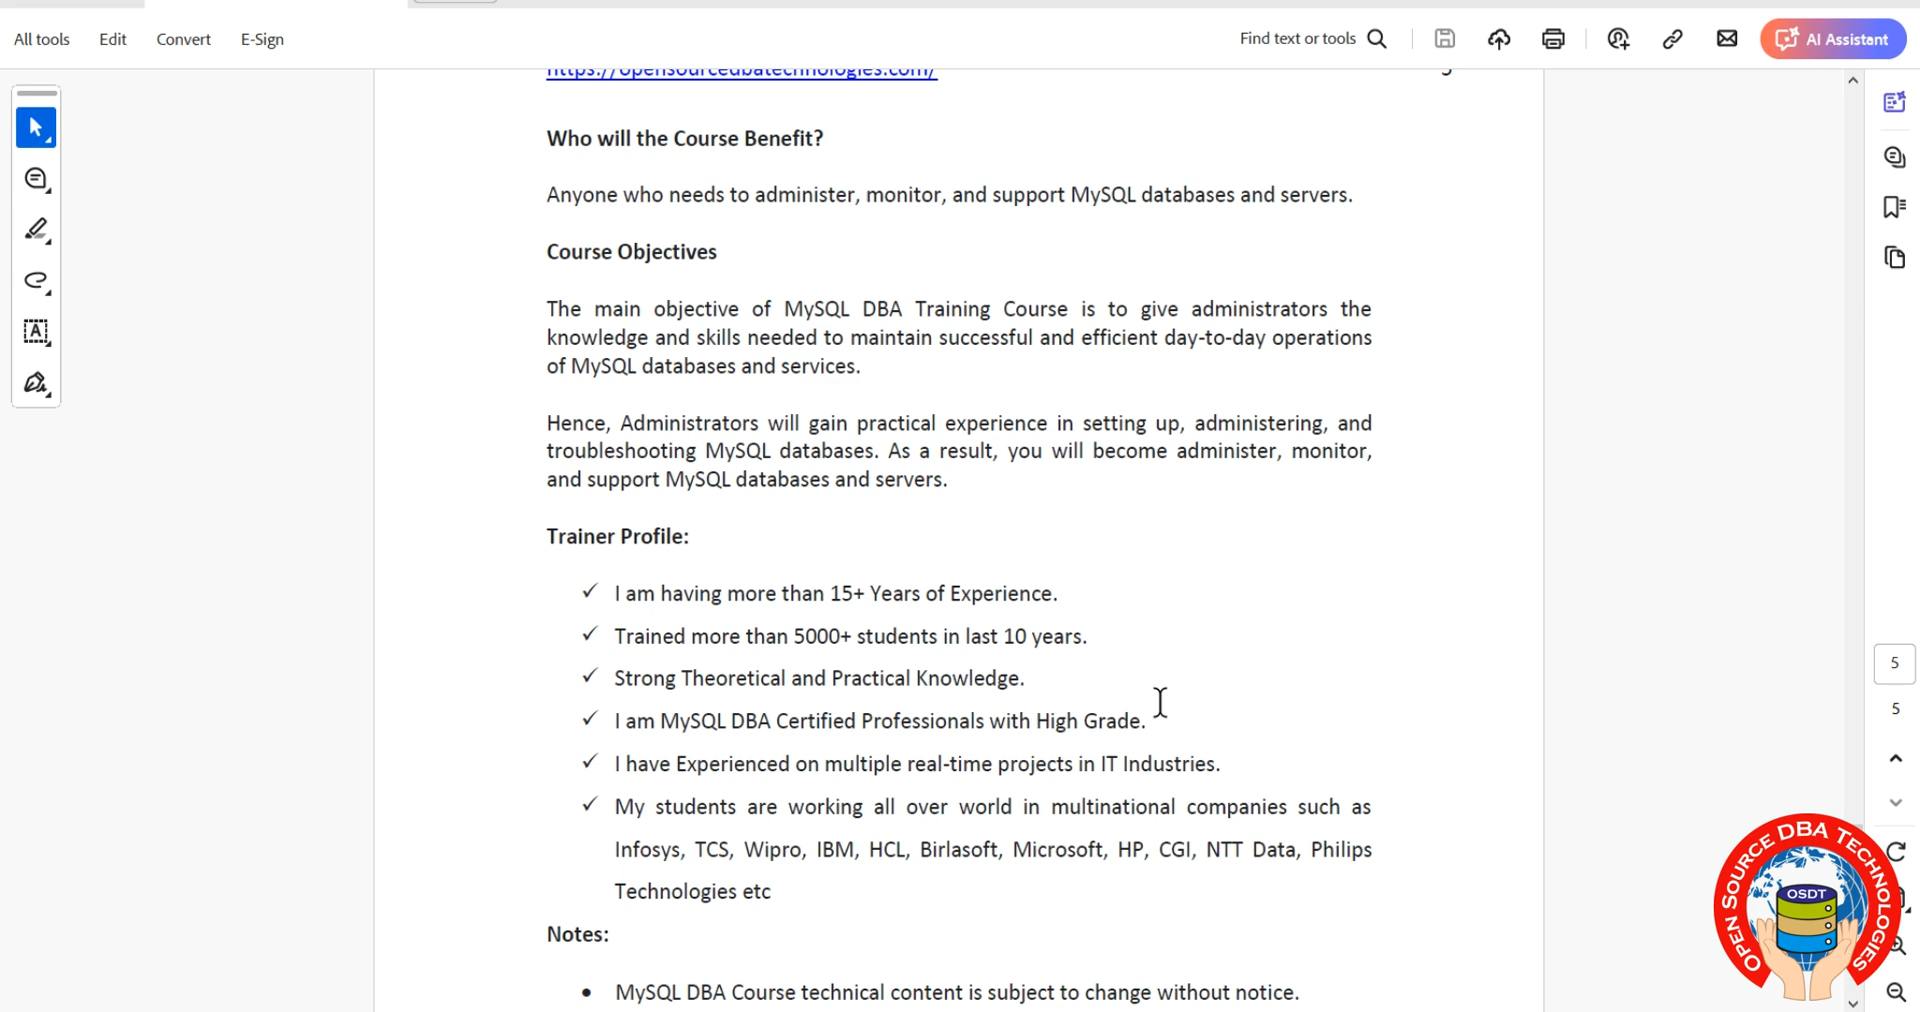 All tools Edit Convert E-Sign Find text or tools AI Assistant
https://opensourcedbatechnologies.com/ 5
Who will the Course Benefit?
Anyone who needs to administer, monitor, and support MySQL databases and servers.
Course Objectives
The main objective of MySQL DBA Training Course is to give administrators the
knowledge and skills needed to maintain successful and efficient day-to-day operations
of MySQL databases and services.
Hence, Administrators will gain practical experience in setting up, administering, and
troubleshooting MySQL databases. As a result, you will become administer, monitor,
and support MySQL databases and servers.
Trainer Profile:
✓ I am having more than 15+ Years of Experience.
✓ Trained more than 5000+ students in last 10 years.
✓ Strong Theoretical and Practical Knowledge.
✓ I am MySQL DBA Certified Professionals with High Grade.
✓ I have Experienced on multiple real-time projects in IT Industries.
✓ My students are working all over world in multinational companies such as
Infosys, TCS, Wipro, IBM, HCL, Birlasoft, Microsoft, HP, CGI, NTT Data, Philips
Technologies etc
Notes:
• MySQL DBA Course technical content is subject to change without notice.
5
5
OPEN SOURCE DBA TECHNOLOGIES
OSDT